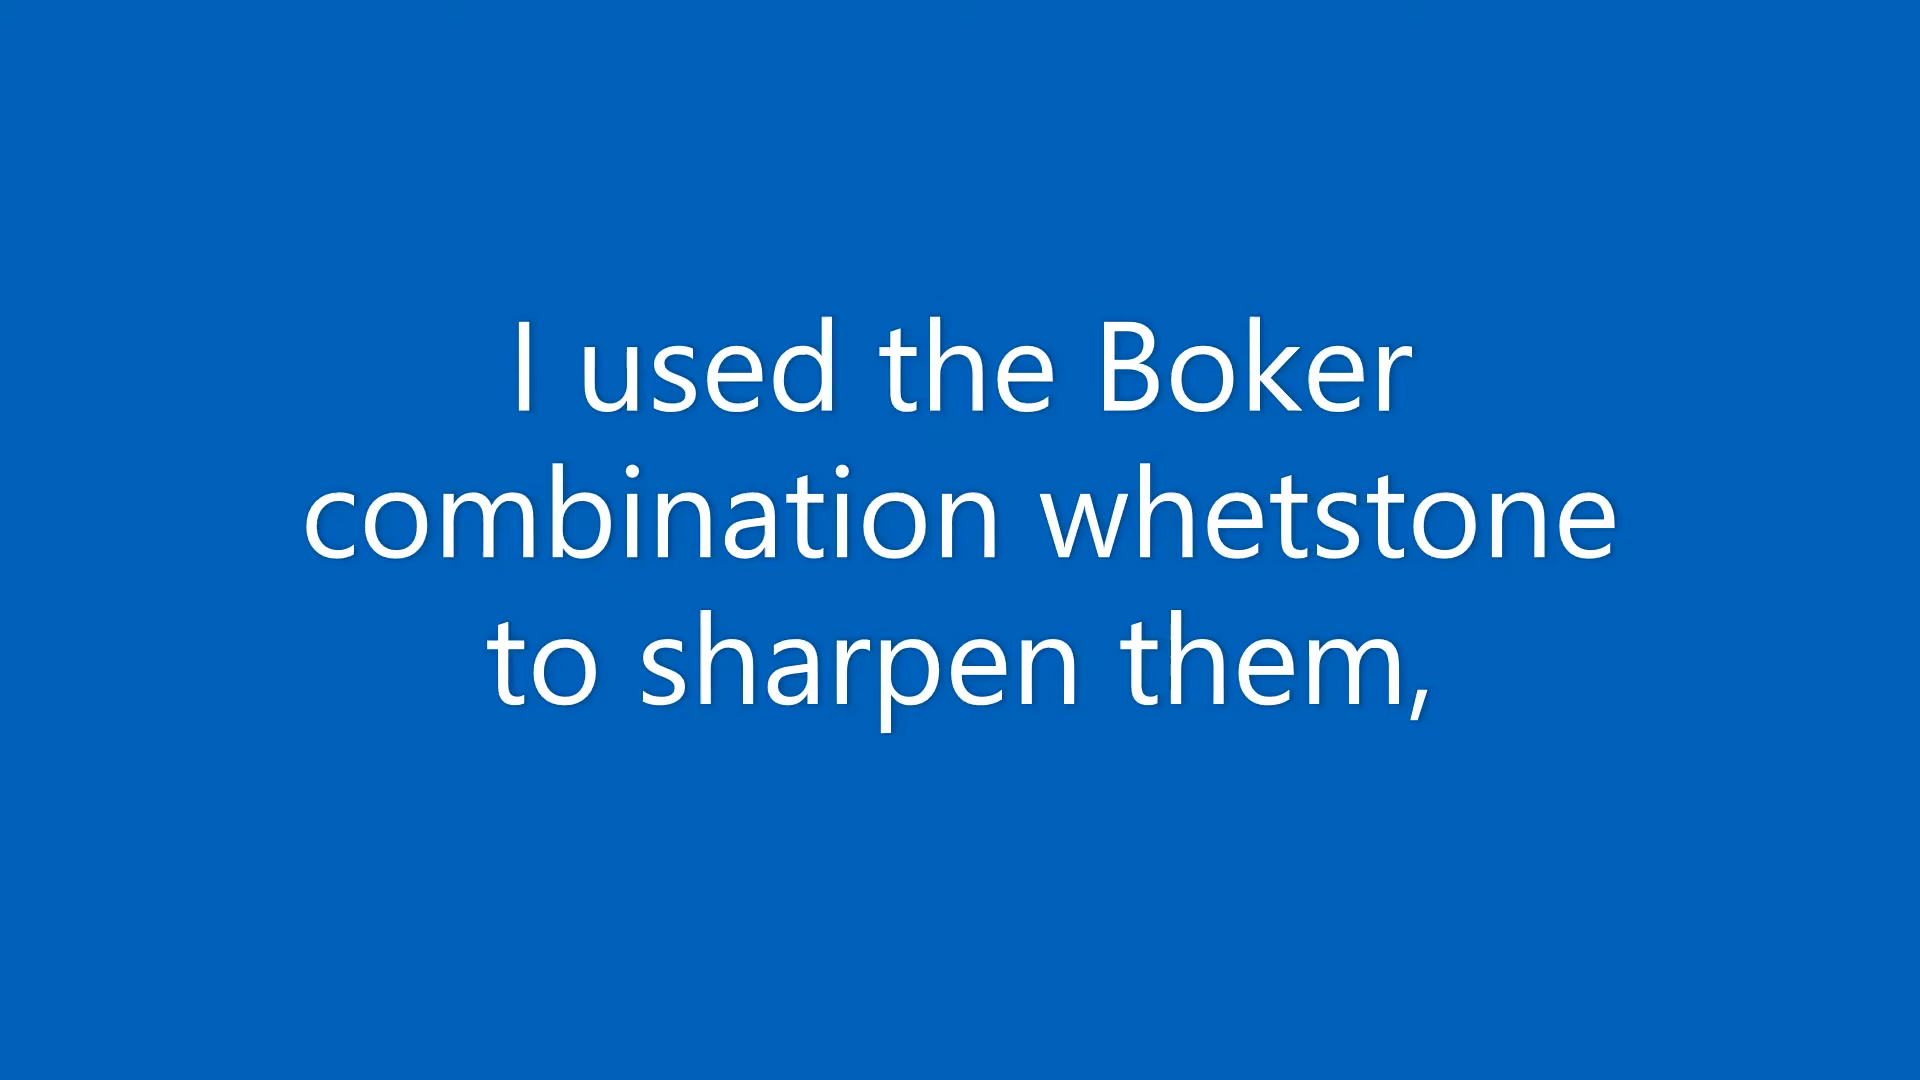 I used the Boker
combination whetstone
to sharpen them,